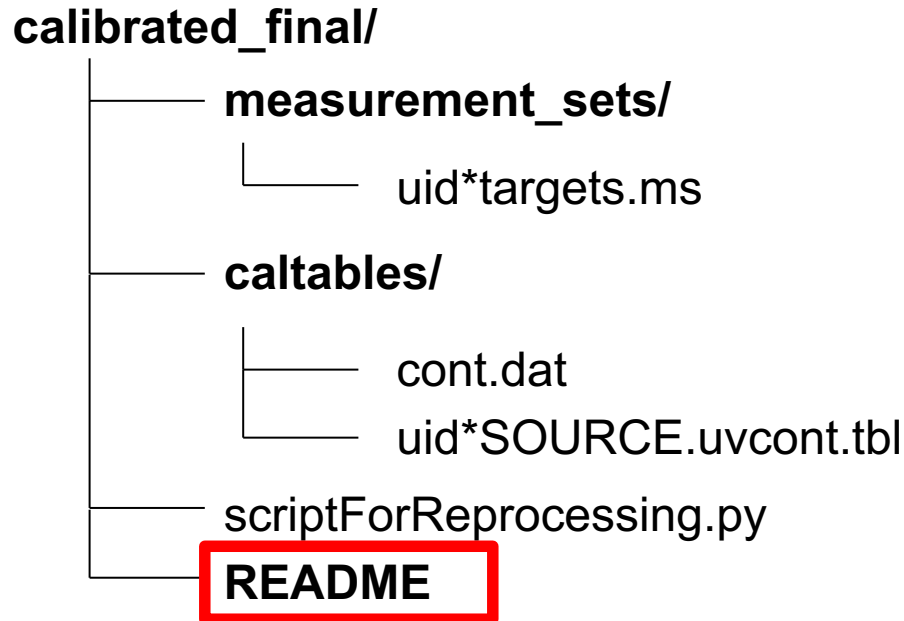 calibrated_final/
measurement_sets/
uid*targets.ms
caltables/
cont.dat
uid*SOURCE.uvcont.tbl
scriptForReprocessing.py
README